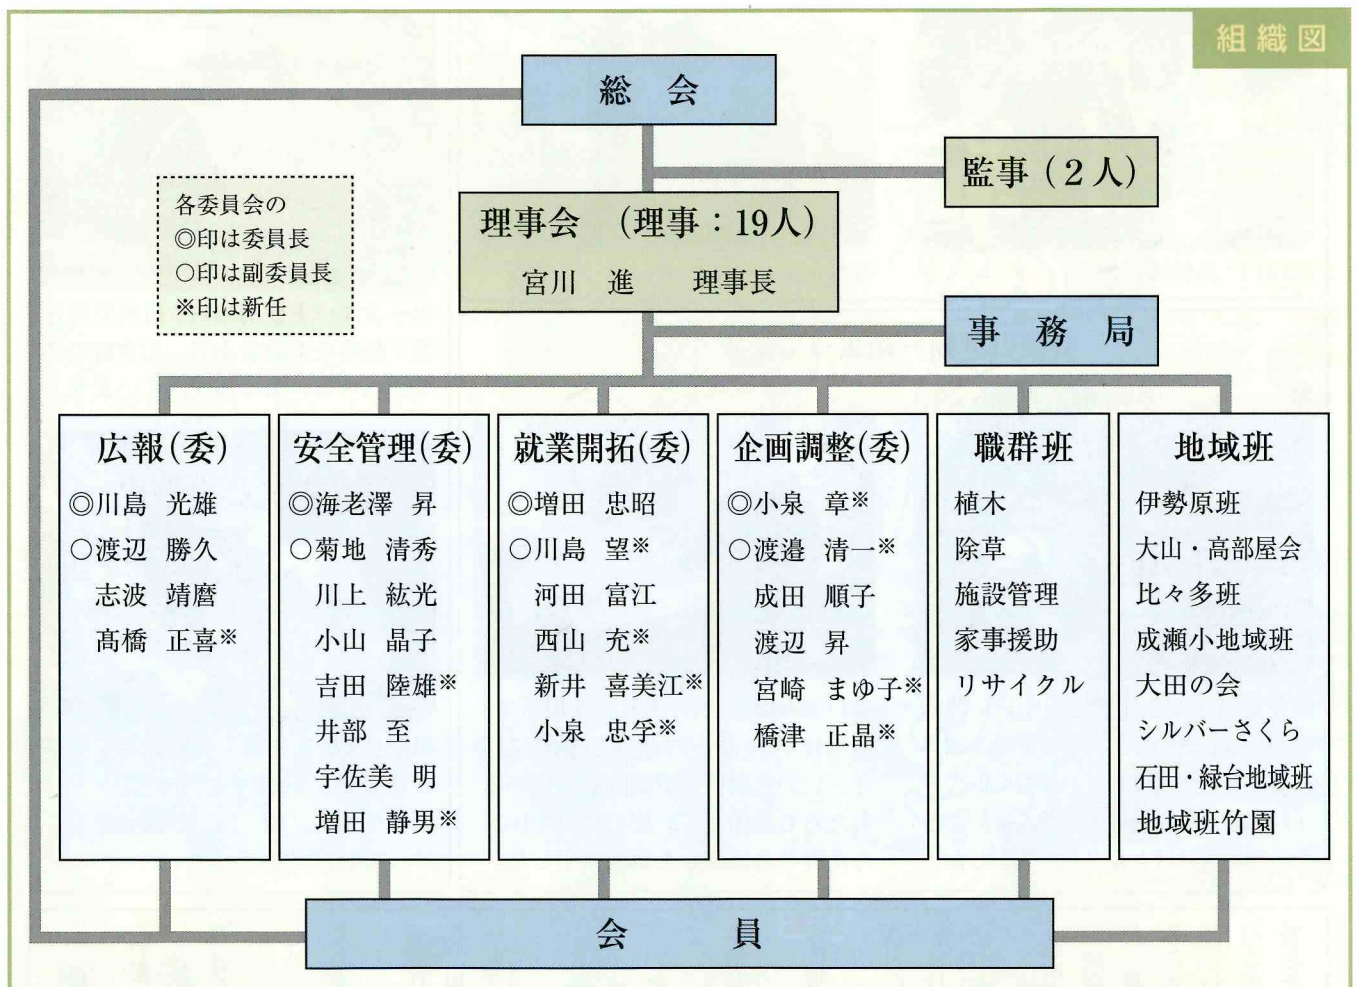 組織図
総　会
監事（２人）
理事会　（理事：19人）
宮川　進　　理事長
各委員会の
◎印は委員長
○印は副委員長
※印は新任
事　務　局
広報（委）
◎川島　光雄
○渡辺　勝久
志波　靖麿
髙橋　正喜※
安全管理（委）
◎海老澤　昇
○菊地　清秀
川上　紘光
小山　晶子
吉田　陸雄※
井部　至
宇佐美　明
増田　静男※
就業開拓（委）
◎増田　忠昭
○川島　望※
河田　富江
西山　充※
新井　喜美江※
小泉　忠孚※
企画調整（委）
◎小泉　章※
○渡邉　清一※
成田　順子
渡辺　昇
宮崎　まゆ子※
橋津　正晶※
職群班
植木
除草
施設管理
家事援助
リサイクル
地域班
伊勢原班
大山・高部屋会
比々多班
成瀬小地域班
大田の会
シルバーさくら
石田・緑台地域班
地域班竹園
会　　　員